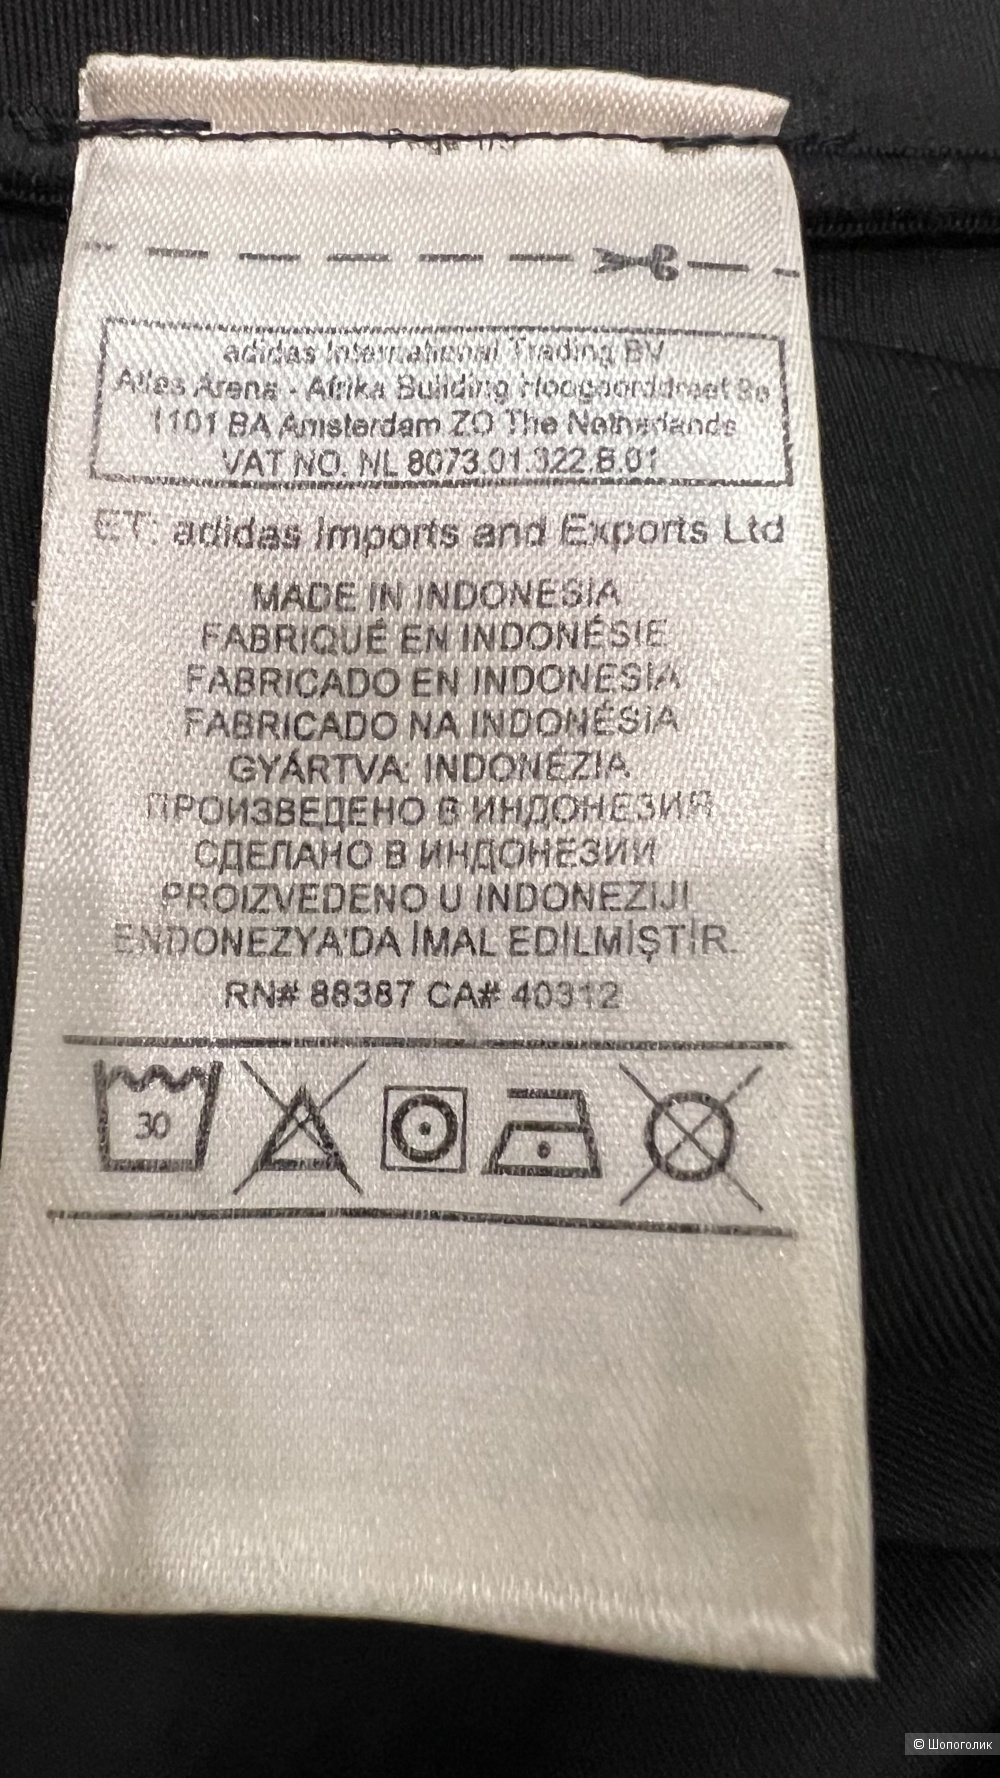 Page 1/3
adidas International Trading BV
Atlas Arena - Afrika Building Hoogoorddreef 9a
1101 BA Amsterdam ZO The Netherlands
VAT NO. NL 8073.01.322.B.01
ET: adidas Imports and Exports Ltd
MADE IN INDONESIA
FABRIQUÉ EN INDONÉSIE
FABRICADO EN INDONESIA
FABRICADO NA INDONÉSIA
GYÁRTVA: INDONÉZIA
ПРОИЗВЕДЕНО В ИНДОНЕЗИЯ
СДЕЛАНО В ИНДОНЕЗИИ
PROIZVEDENO U INDONEZIJI
ENDONEZYA'DA İMAL EDİLMİŞTİR.
RN# 88387 CA# 40312
30
© Шопоголик